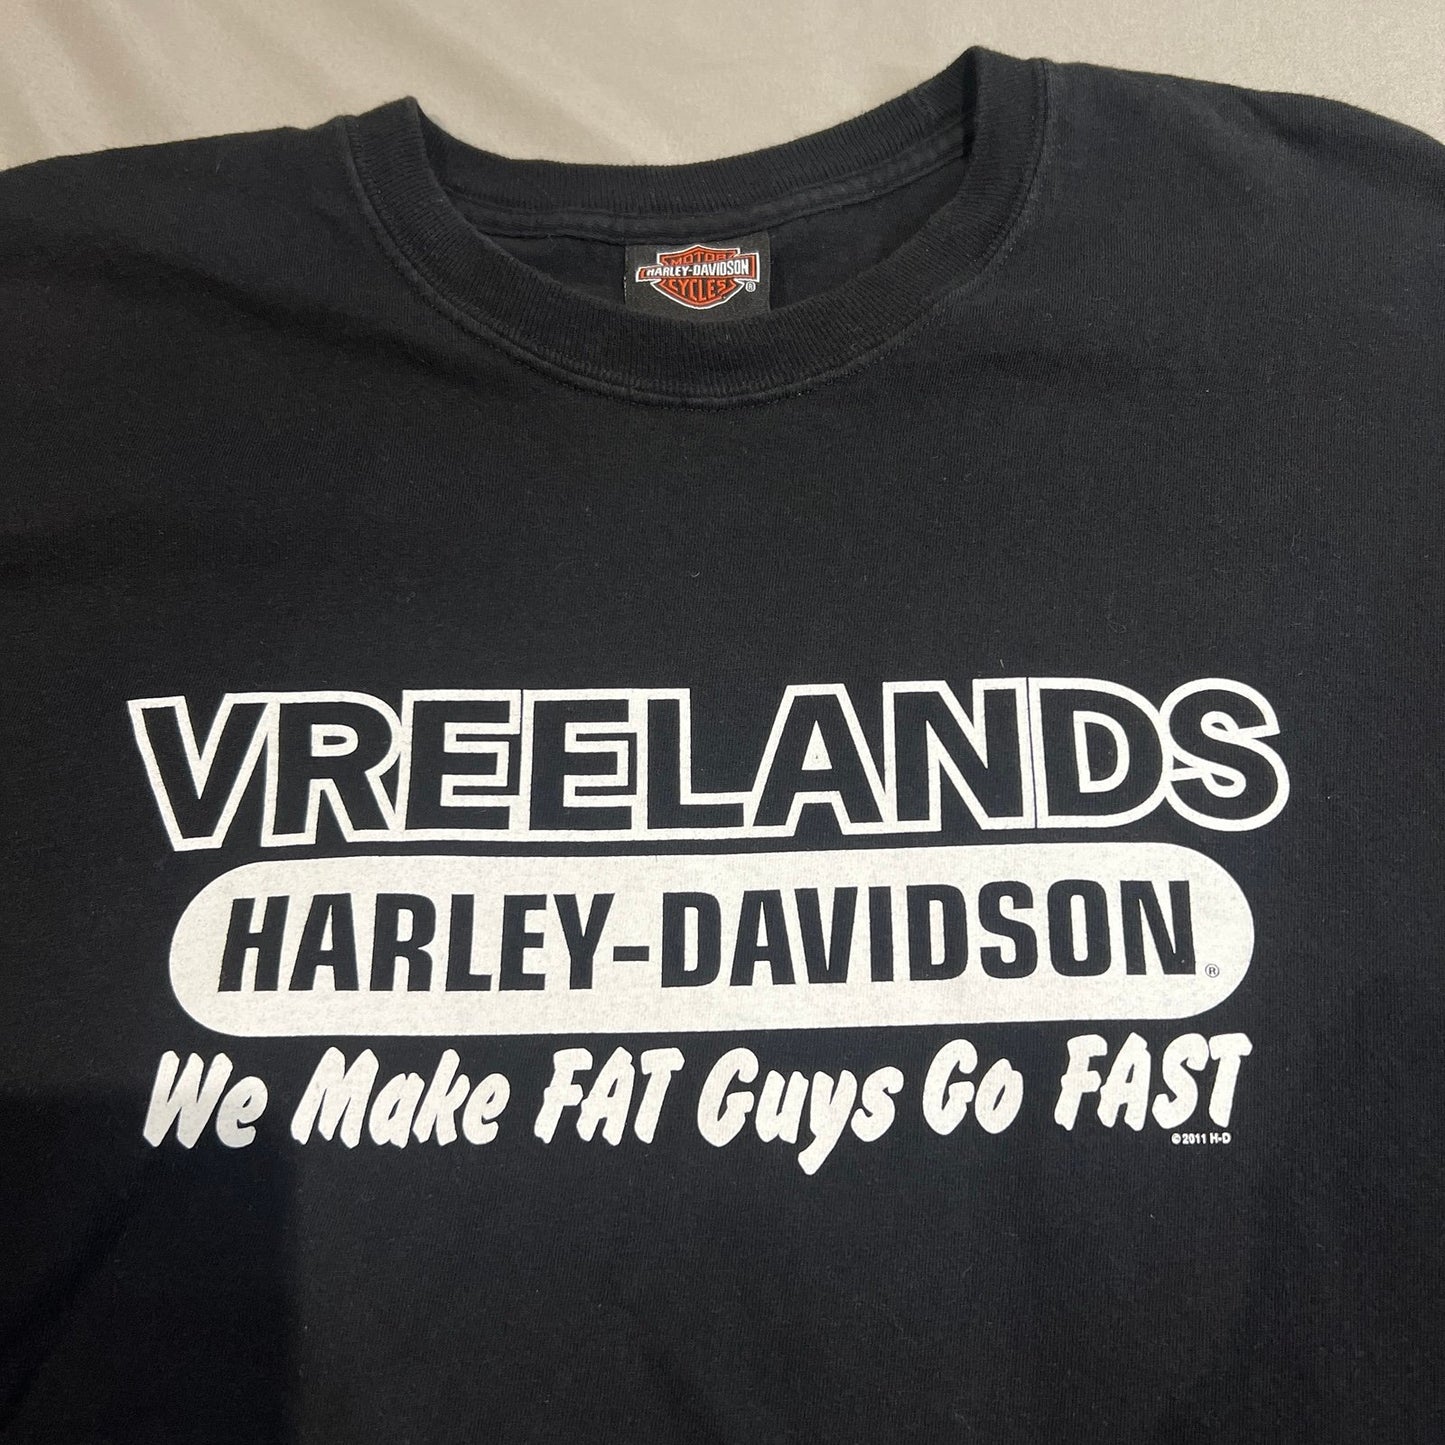 MOTOR
HARLEY-DAVIDSON
CYCLES ®
VREELANDS
HARLEY-DAVIDSON ®
We Make FAT Guys Go FAST
© 2011 H-D